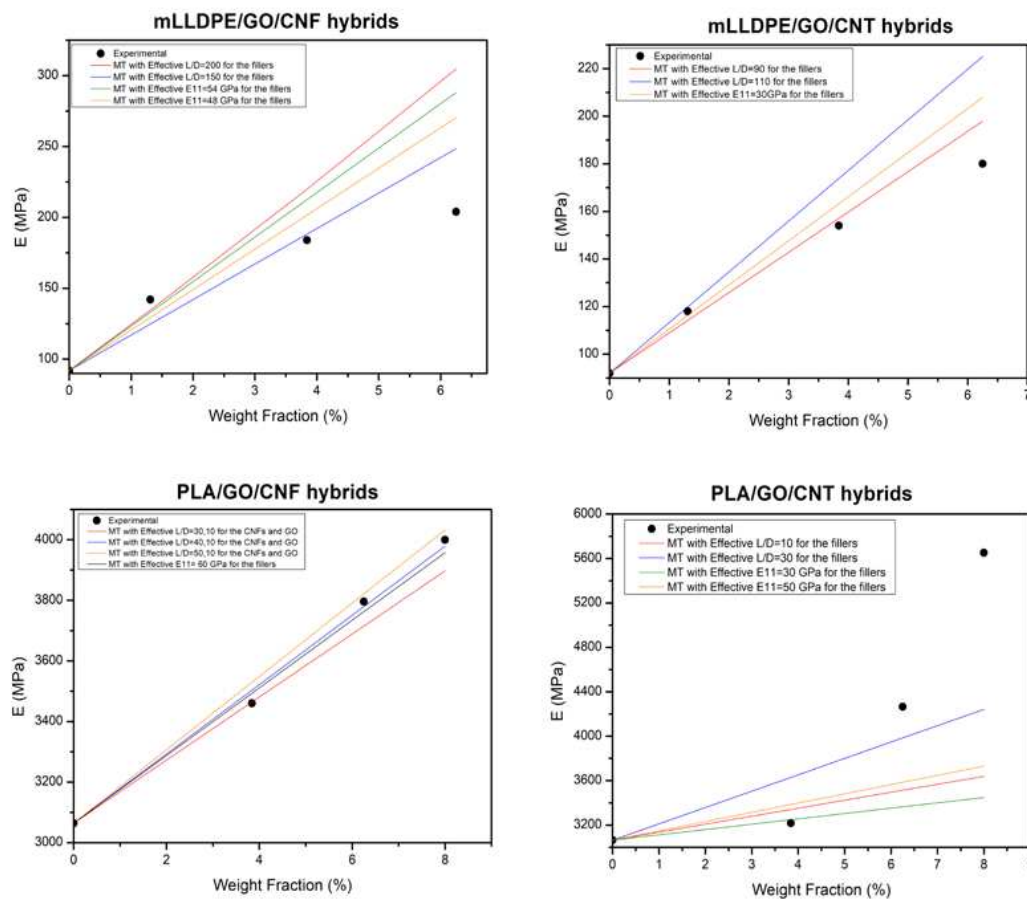 mLLDPE/GO/CNF hybrids
Experimental
MT with Effective L/D=200 for the fillers
MT with Effective L/D=150 for the fillers
MT with Effective E11=54 GPa for the fillers
MT with Effective E11=48 GPa for the fillers
300
250
200
150
100
E (MPa)
0 1 2 3 4 5 6
Weight Fraction (%)
mLLDPE/GO/CNT hybrids
Experimental
MT with Effective L/D=90 for the fillers
MT with Effective L/D=110 for the fillers
MT with Effective E11=30GPa for the fillers
220
200
180
160
140
120
100
E (MPa)
0 1 2 3 4 5 6 7
Weight Fraction (%)
PLA/GO/CNF hybrids
Experimental
MT with Effective L/D=30,10 for the CNFs and GO
MT with Effective L/D=40,10 for the CNFs and GO
MT with Effective L/D=50,10 for the CNFs and GO
MT with Effective E11= 60 GPa for the fillers
4000
3800
3600
3400
3200
3000
E (MPa)
0 2 4 6 8
Weight Fraction (%)
PLA/GO/CNT hybrids
Experimental
MT with Effective L/D=10 for the fillers
MT with Effective L/D=30 for the fillers
MT with Effective E11=30 GPa for the fillers
MT with Effective E11=50 GPa for the fillers
6000
5600
5200
4800
4400
4000
3600
3200
E (MPa)
0 1 2 3 4 5 6 7 8 9
Weight Fraction (%)